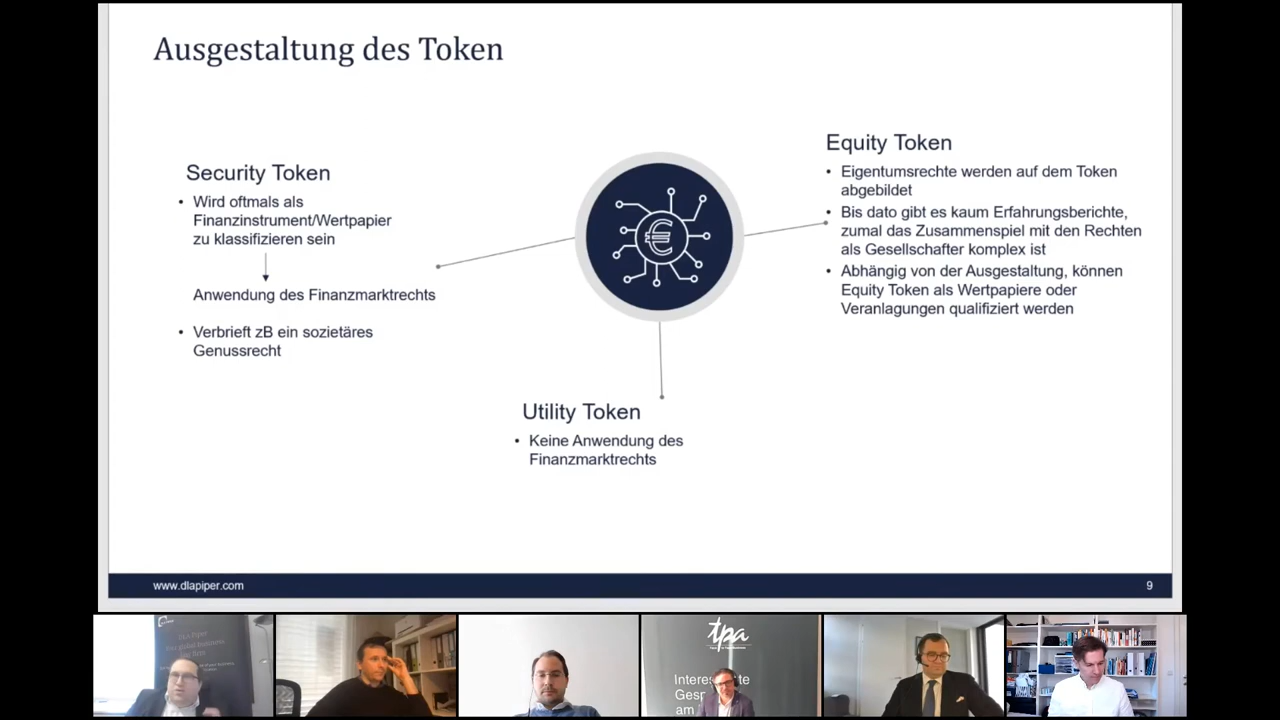 Ausgestaltung des Token
Security Token
• Wird oftmals als
Finanzinstrument/Wertpapier
zu klassifizieren sein
Anwendung des Finanzmarktrechts
• Verbrieft zB ein sozietäres
Genussrecht
Equity Token
• Eigentumsrechte werden auf dem Token
abgebildet
• Bis dato gibt es kaum Erfahrungsberichte,
zumal das Zusammenspiel mit den Rechten
als Gesellschafter komplex ist
• Abhängig von der Ausgestaltung, können
Equity Token als Wertpapiere oder
Veranlagungen qualifiziert werden
€
Utility Token
• Keine Anwendung des
Finanzmarktrechts
www.dlapiper.com
9
DLA Piper
tpa
am